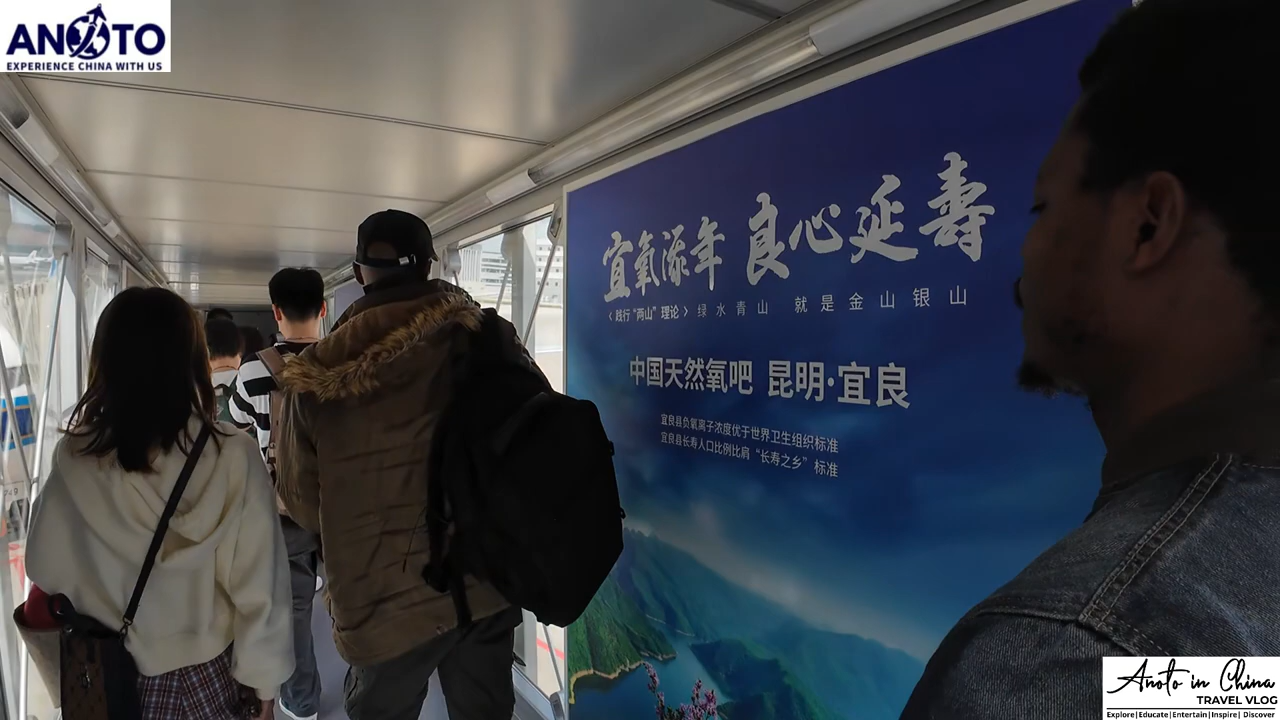 ANOTO
EXPERIENCE CHINA WITH US
宜氧添年 良心延壽
《践行“两山”理论》绿水青山 就是金山银山
中国天然氧吧 昆明·宜良
宜良县负氧离子浓度优于世界卫生组织标准
宜良县长寿人口比例比肩“长寿之乡”标准
Anoto in China
TRAVEL VLOG
Explore|Educate|Entertain|Inspire| Discover